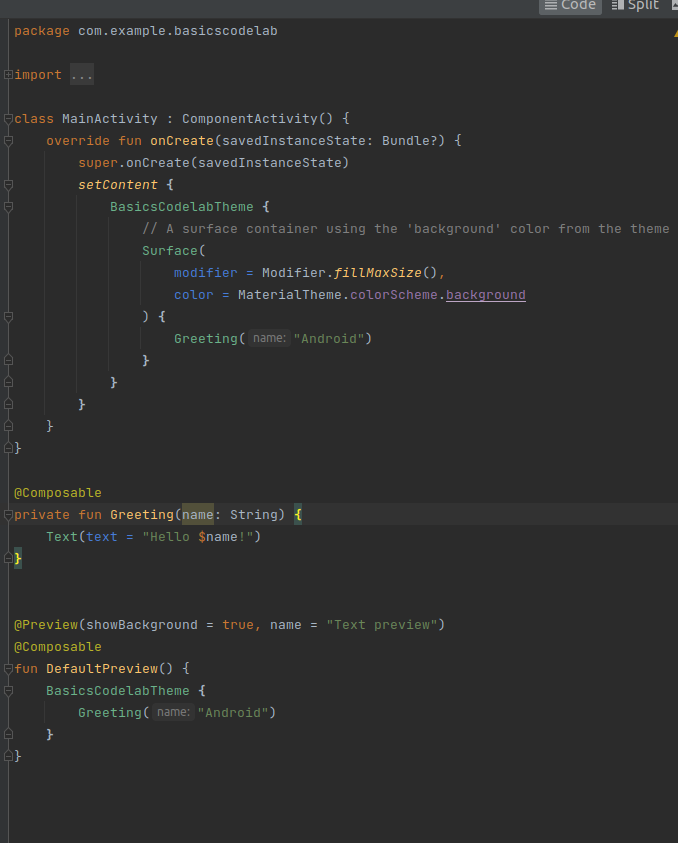 Code Split
package com.example.basicscodelab
import ...
class MainActivity : ComponentActivity() {
    override fun onCreate(savedInstanceState: Bundle?) {
        super.onCreate(savedInstanceState)
        setContent {
            BasicsCodelabTheme {
                // A surface container using the 'background' color from the theme
                Surface(
                    modifier = Modifier.fillMaxSize(),
                    color = MaterialTheme.colorScheme.background
                ) {
                    Greeting( name: "Android")
                }
            }
        }
    }
}
@Composable
private fun Greeting(name: String) {
    Text(text = "Hello $name!")
}
@Preview(showBackground = true, name = "Text preview")
@Composable
fun DefaultPreview() {
    BasicsCodelabTheme {
        Greeting( name: "Android")
    }
}